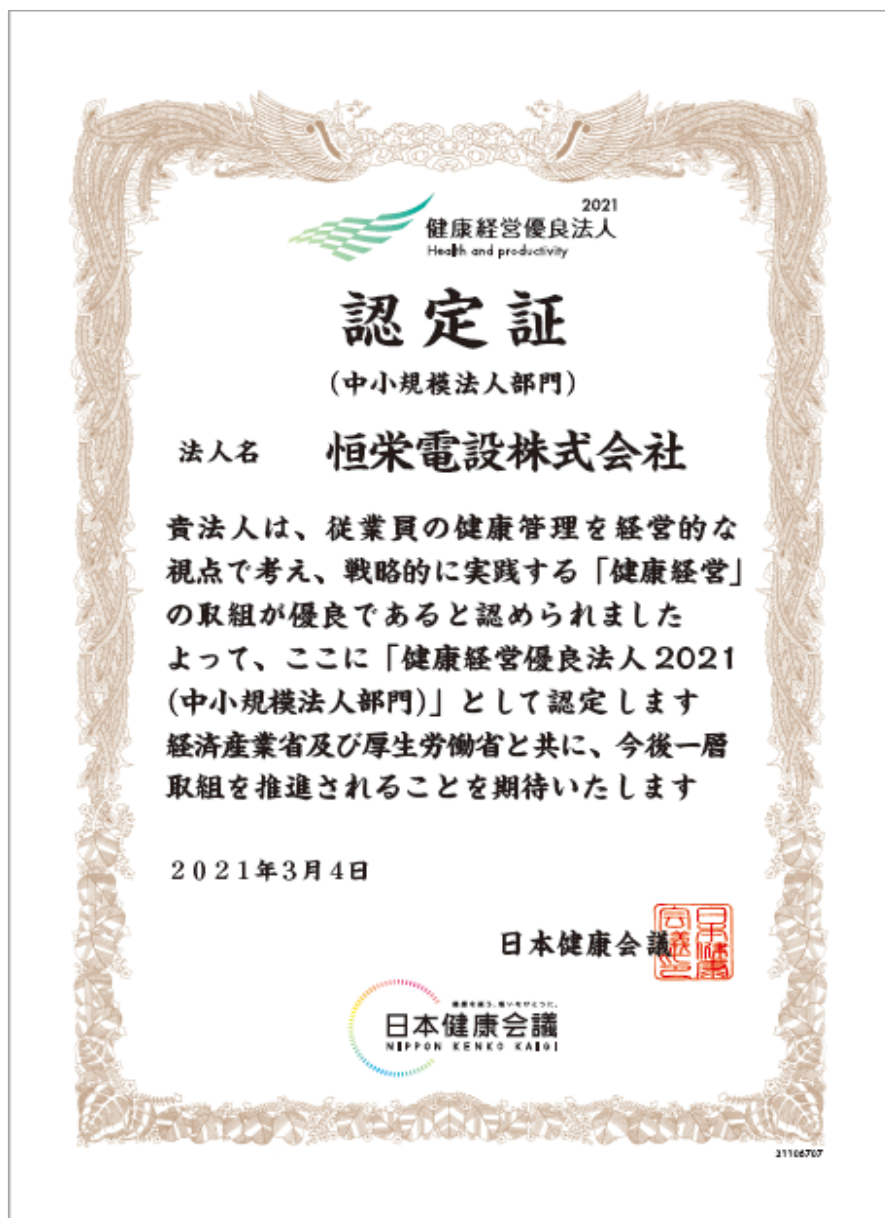 2021
健康経営優良法人
Health and productivity
認定証
(中小規模法人部門)
法人名 恒栄電設株式会社
貴法人は、従業員の健康管理を経営的な
視点で考え、戦略的に実践する「健康経営」
の取組が優良であると認められました
よって、ここに「健康経営優良法人2021
(中小規模法人部門)」として認定します
経済産業省及び厚生労働省と共に、今後一層
取組を推進されることを期待いたします
2021年3月4日
日本健康会議
日本健康会議印
日本健康会議
NIPPON KENKO KAIGI
21106707